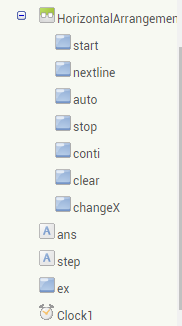 HorizontalArrangemen
start
nextline
auto
stop
conti
clear
changeX
A ans
A step
ex
Clock1